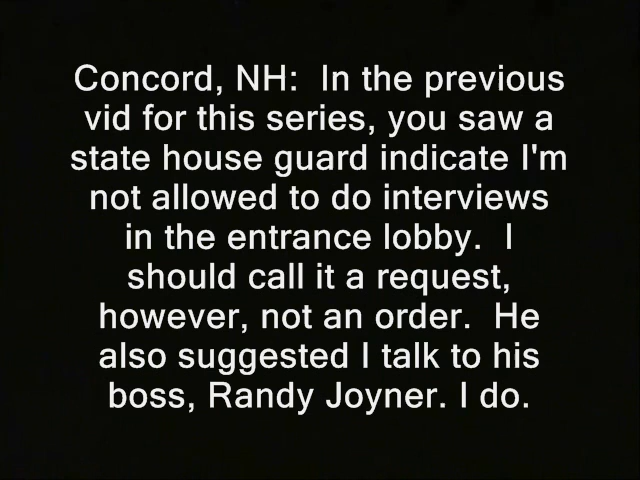 Concord, NH:  In the previous
vid for this series, you saw a
state house guard indicate I'm
not allowed to do interviews
in the entrance lobby.  I
should call it a request,
however, not an order.  He
also suggested I talk to his
boss, Randy Joyner. I do.